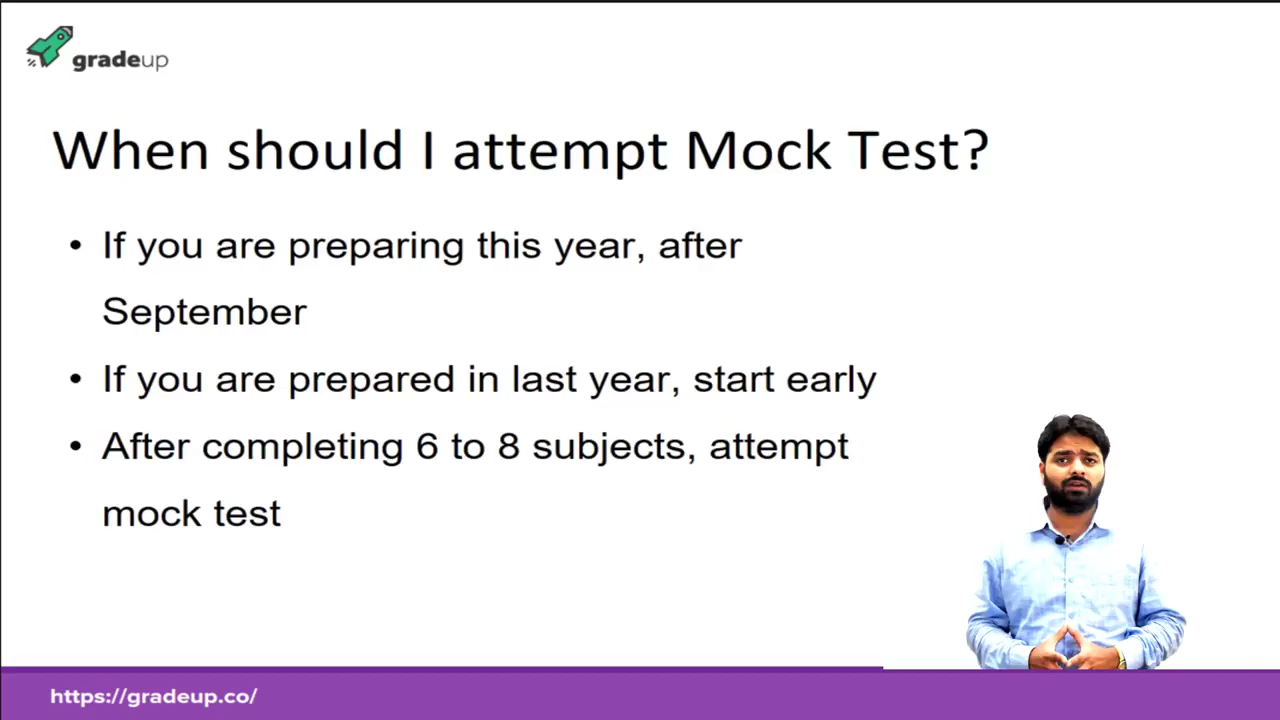 gradeup
When should I attempt Mock Test?
• If you are preparing this year, after
September
• If you are prepared in last year, start early
• After completing 6 to 8 subjects, attempt
mock test
https://gradeup.co/